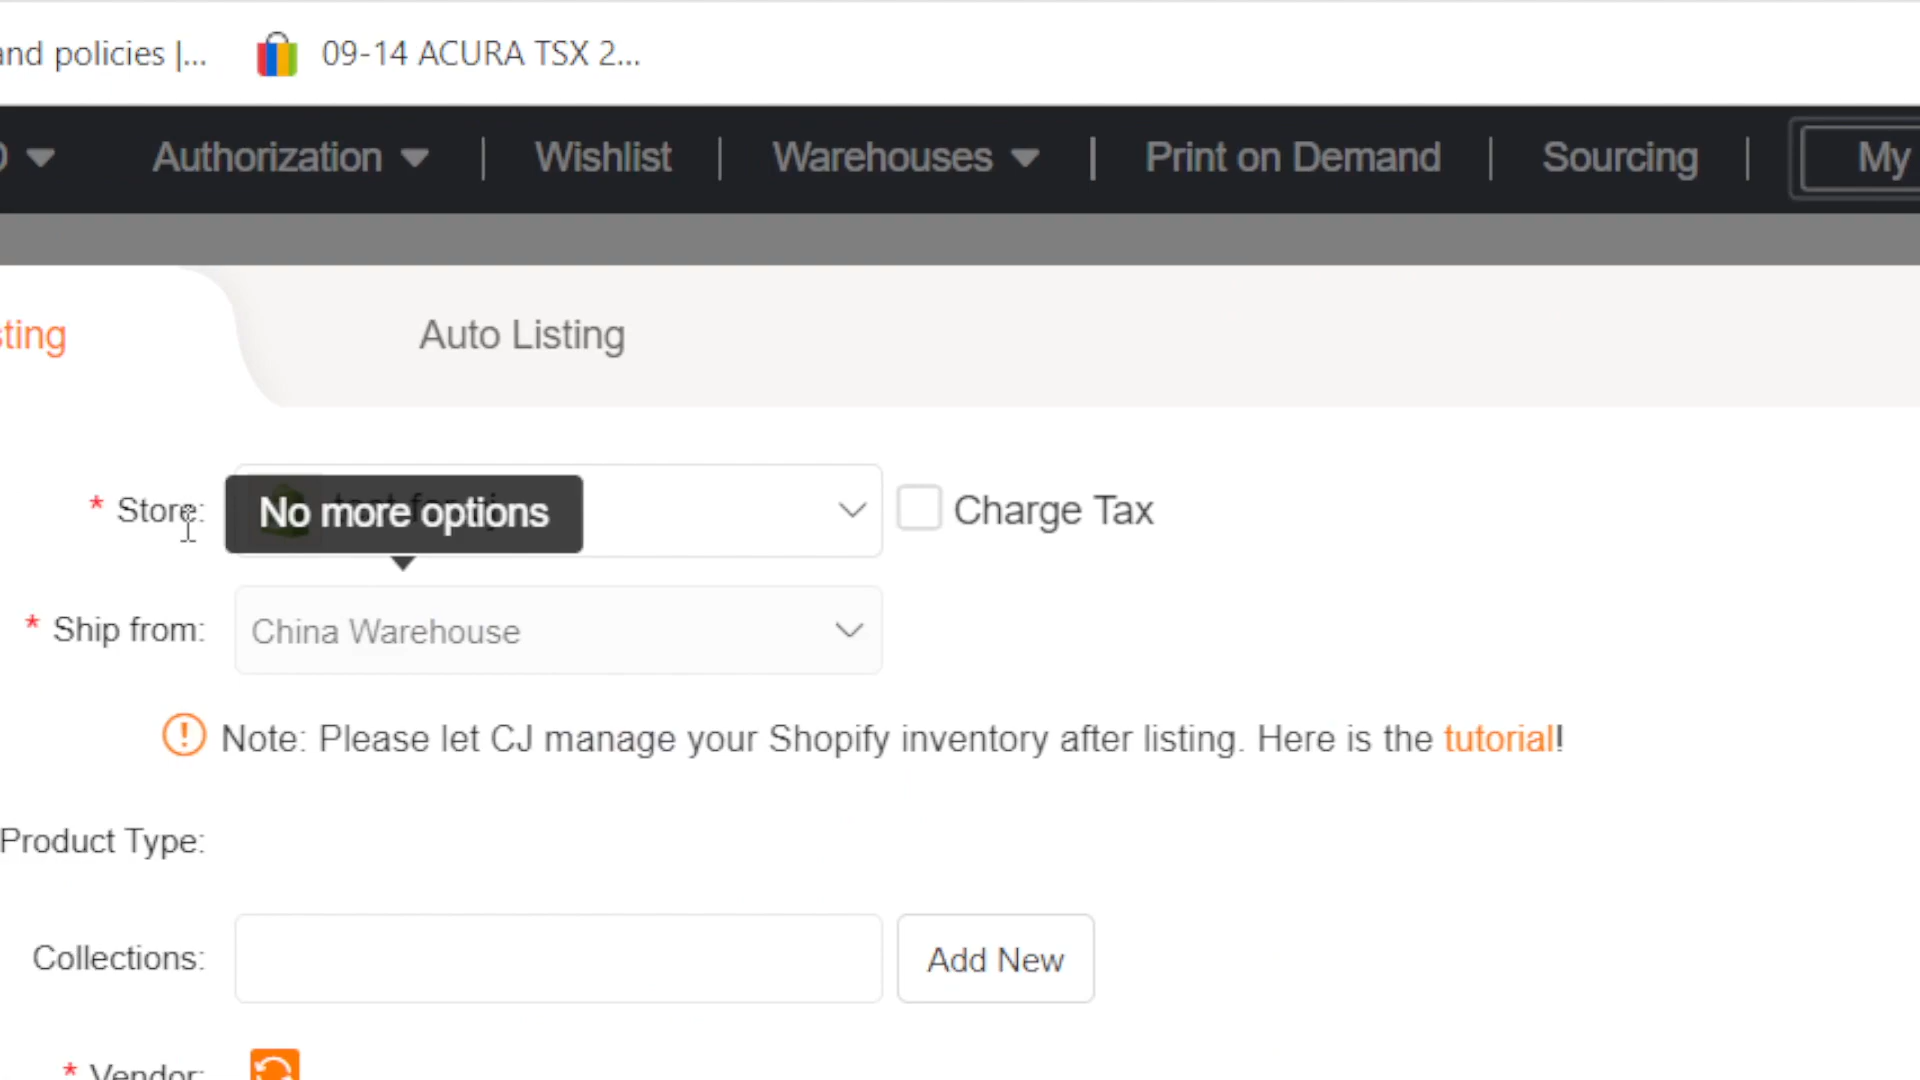 and policies |...
09-14 ACURA TSX 2...
Authorization | Wishlist | Warehouses | Print on Demand | Sourcing | My
sting
Auto Listing
* Store:
No more options
Charge Tax
* Ship from:
China Warehouse
! Note: Please let CJ manage your Shopify inventory after listing. Here is the tutorial!
Product Type:
Collections:
Add New
* Vendor: